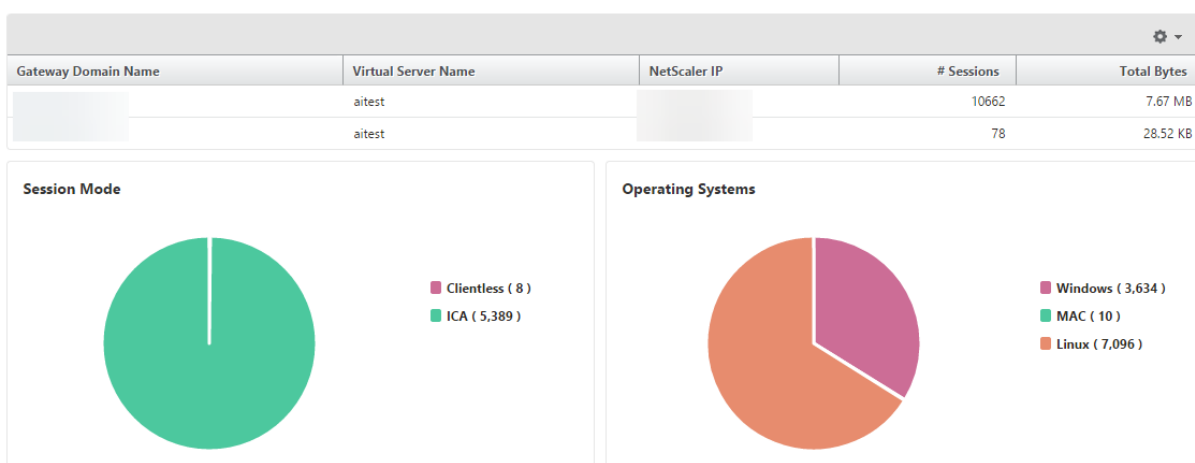 Gateway Domain Name Virtual Server Name NetScaler IP # Sessions Total Bytes
aitest 10662 7.67 MB
aitest 78 28.52 KB
Session Mode
Clientless ( 8 )
ICA ( 5,389 )
Operating Systems
Windows ( 3,634 )
MAC ( 10 )
Linux ( 7,096 )